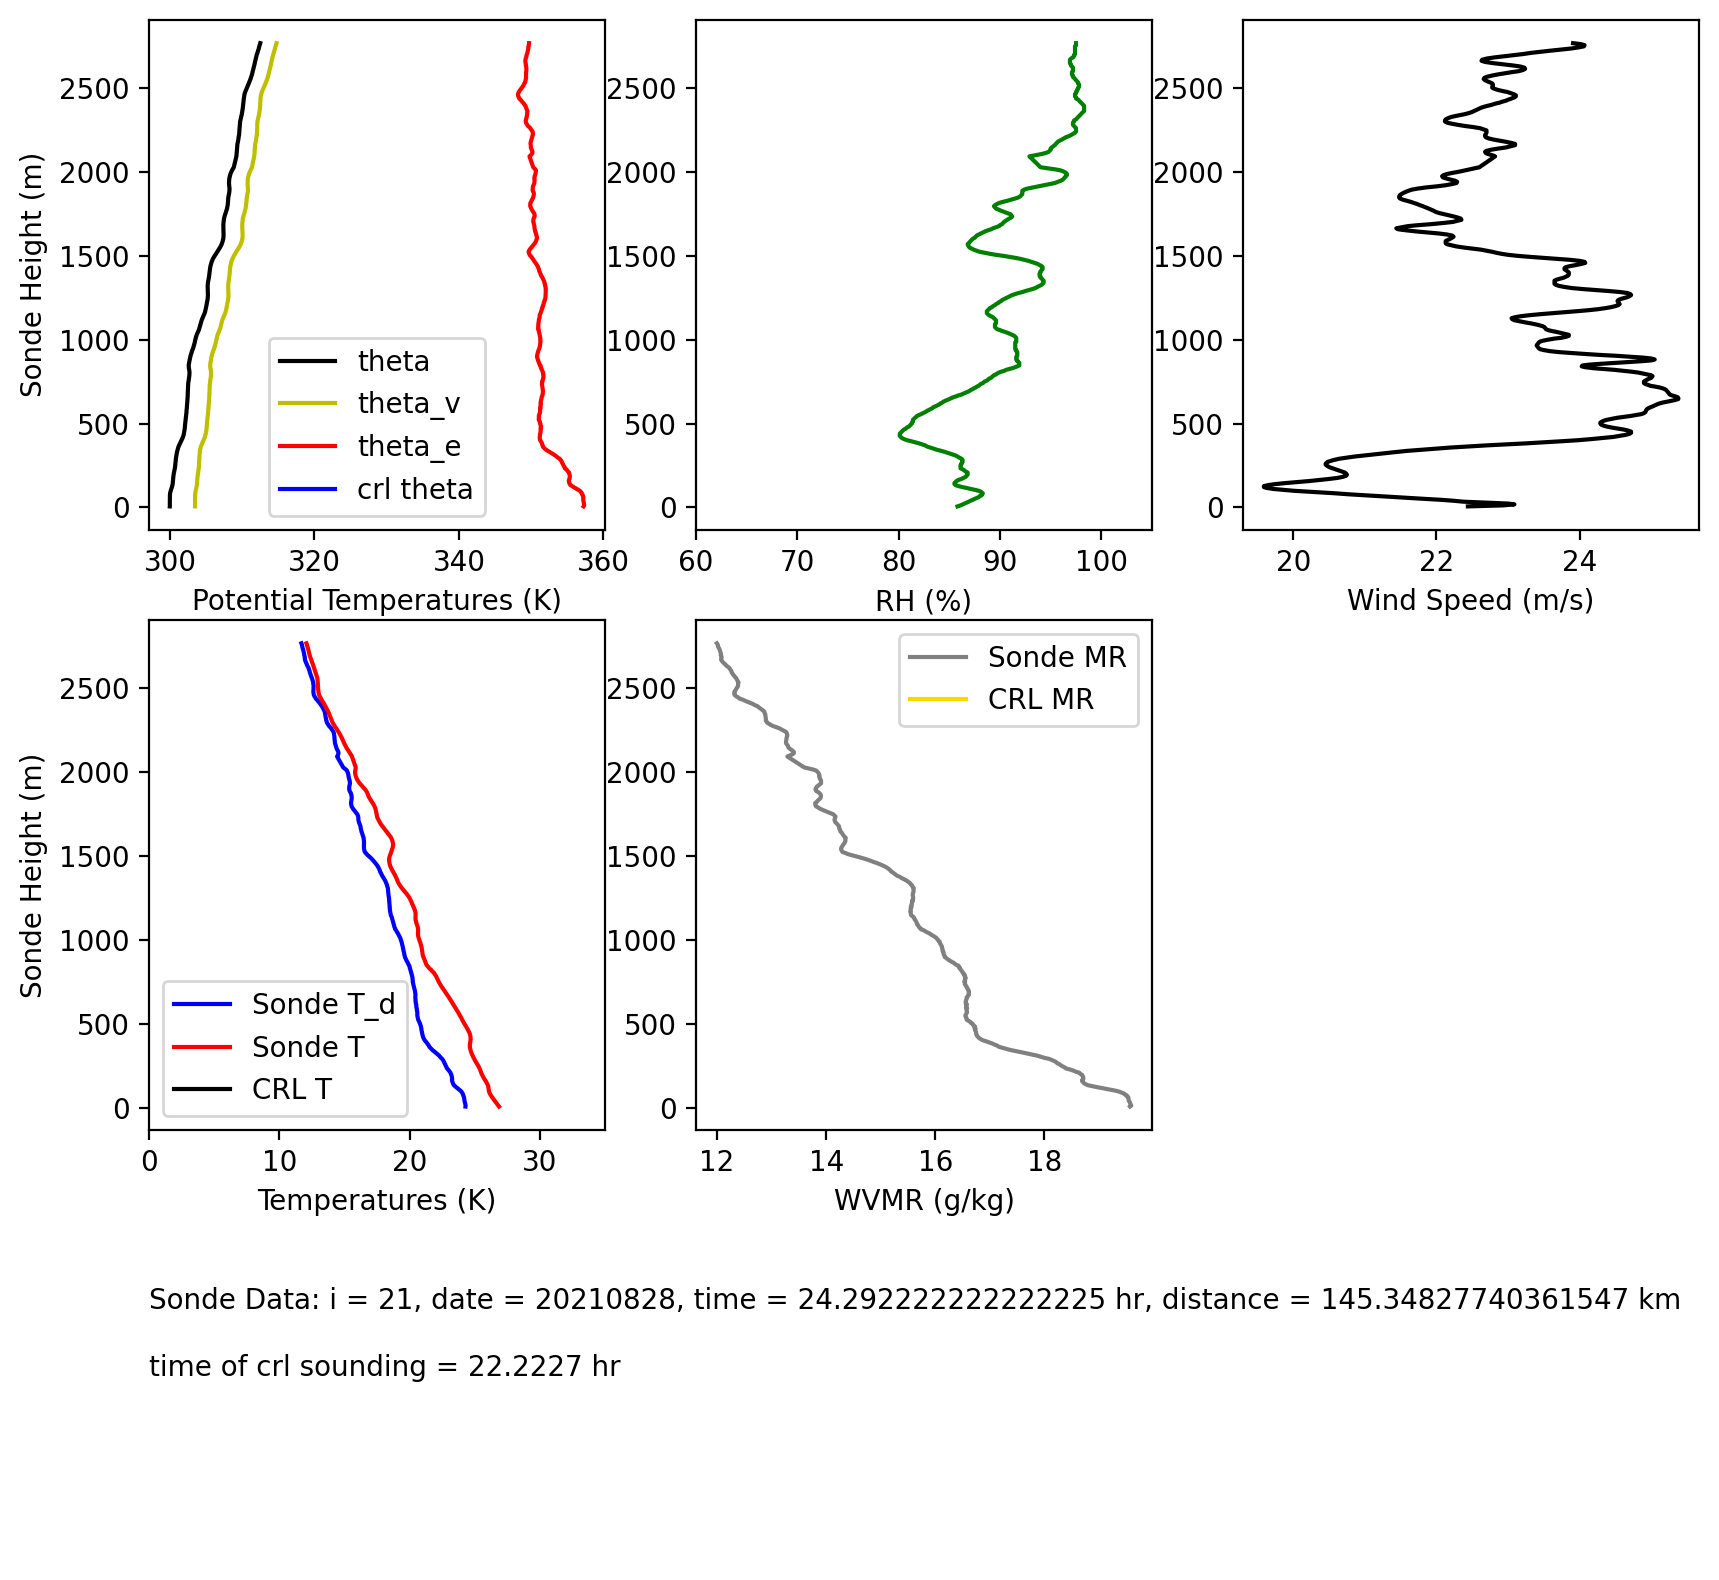 Sonde Height (m)
2500
2000
1500
1000
500
0
theta
theta_v
theta_e
crl theta
300 320 340 360
Potential Temperatures (K)
2500
2000
1500
1000
500
0
60 70 80 90 100
RH (%)
2500
2000
1500
1000
500
0
20 22 24
Wind Speed (m/s)
Sonde Height (m)
2500
2000
1500
1000
500
0
Sonde T_d
Sonde T
CRL T
0 10 20 30
Temperatures (K)
2500
2000
1500
1000
500
0
Sonde MR
CRL MR
12 14 16 18
WVMR (g/kg)
Sonde Data: i = 21, date = 20210828, time = 24.292222222222225 hr, distance = 145.34827740361547 km
time of crl sounding = 22.2227 hr